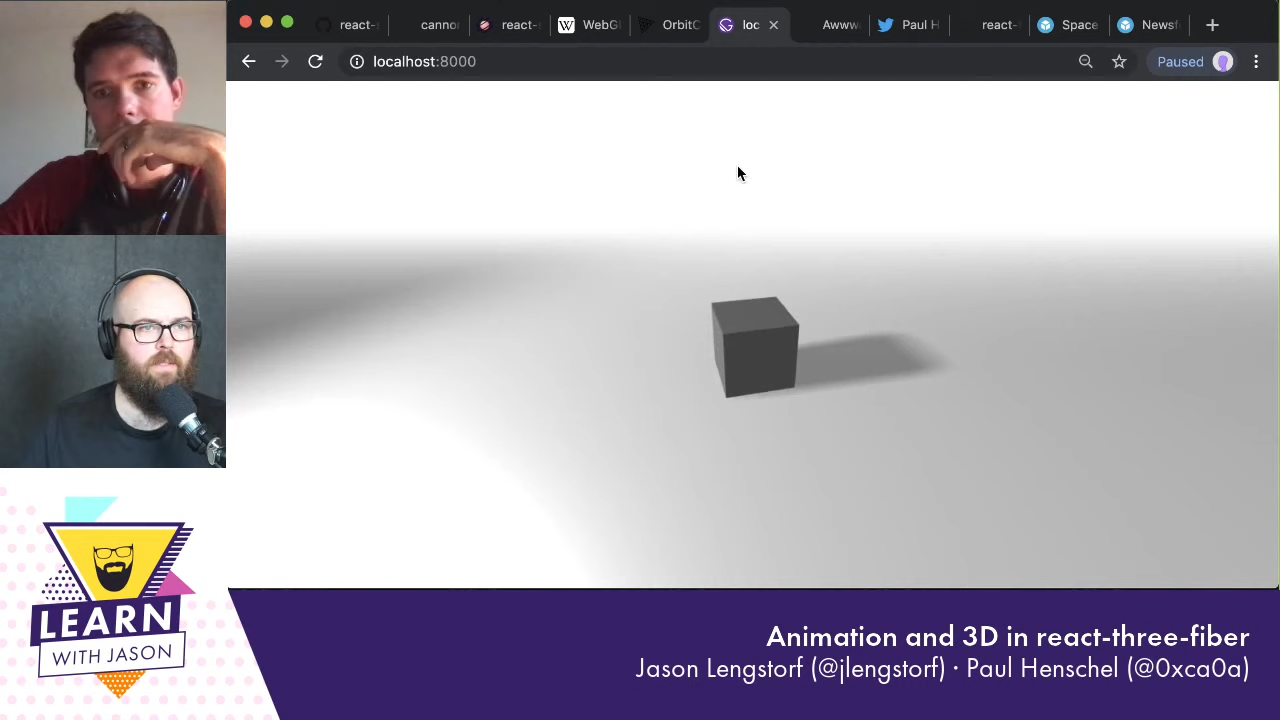 react-
canno
react-
WebGl
OrbitC
loc
Awww
Paul H
react-
Space
Newsf
localhost:8000
Paused
LEARN
WITH JASON
Animation and 3D in react-three-fiber
Jason Lengstorf (@jlengstorf) · Paul Henschel (@0xca0a)